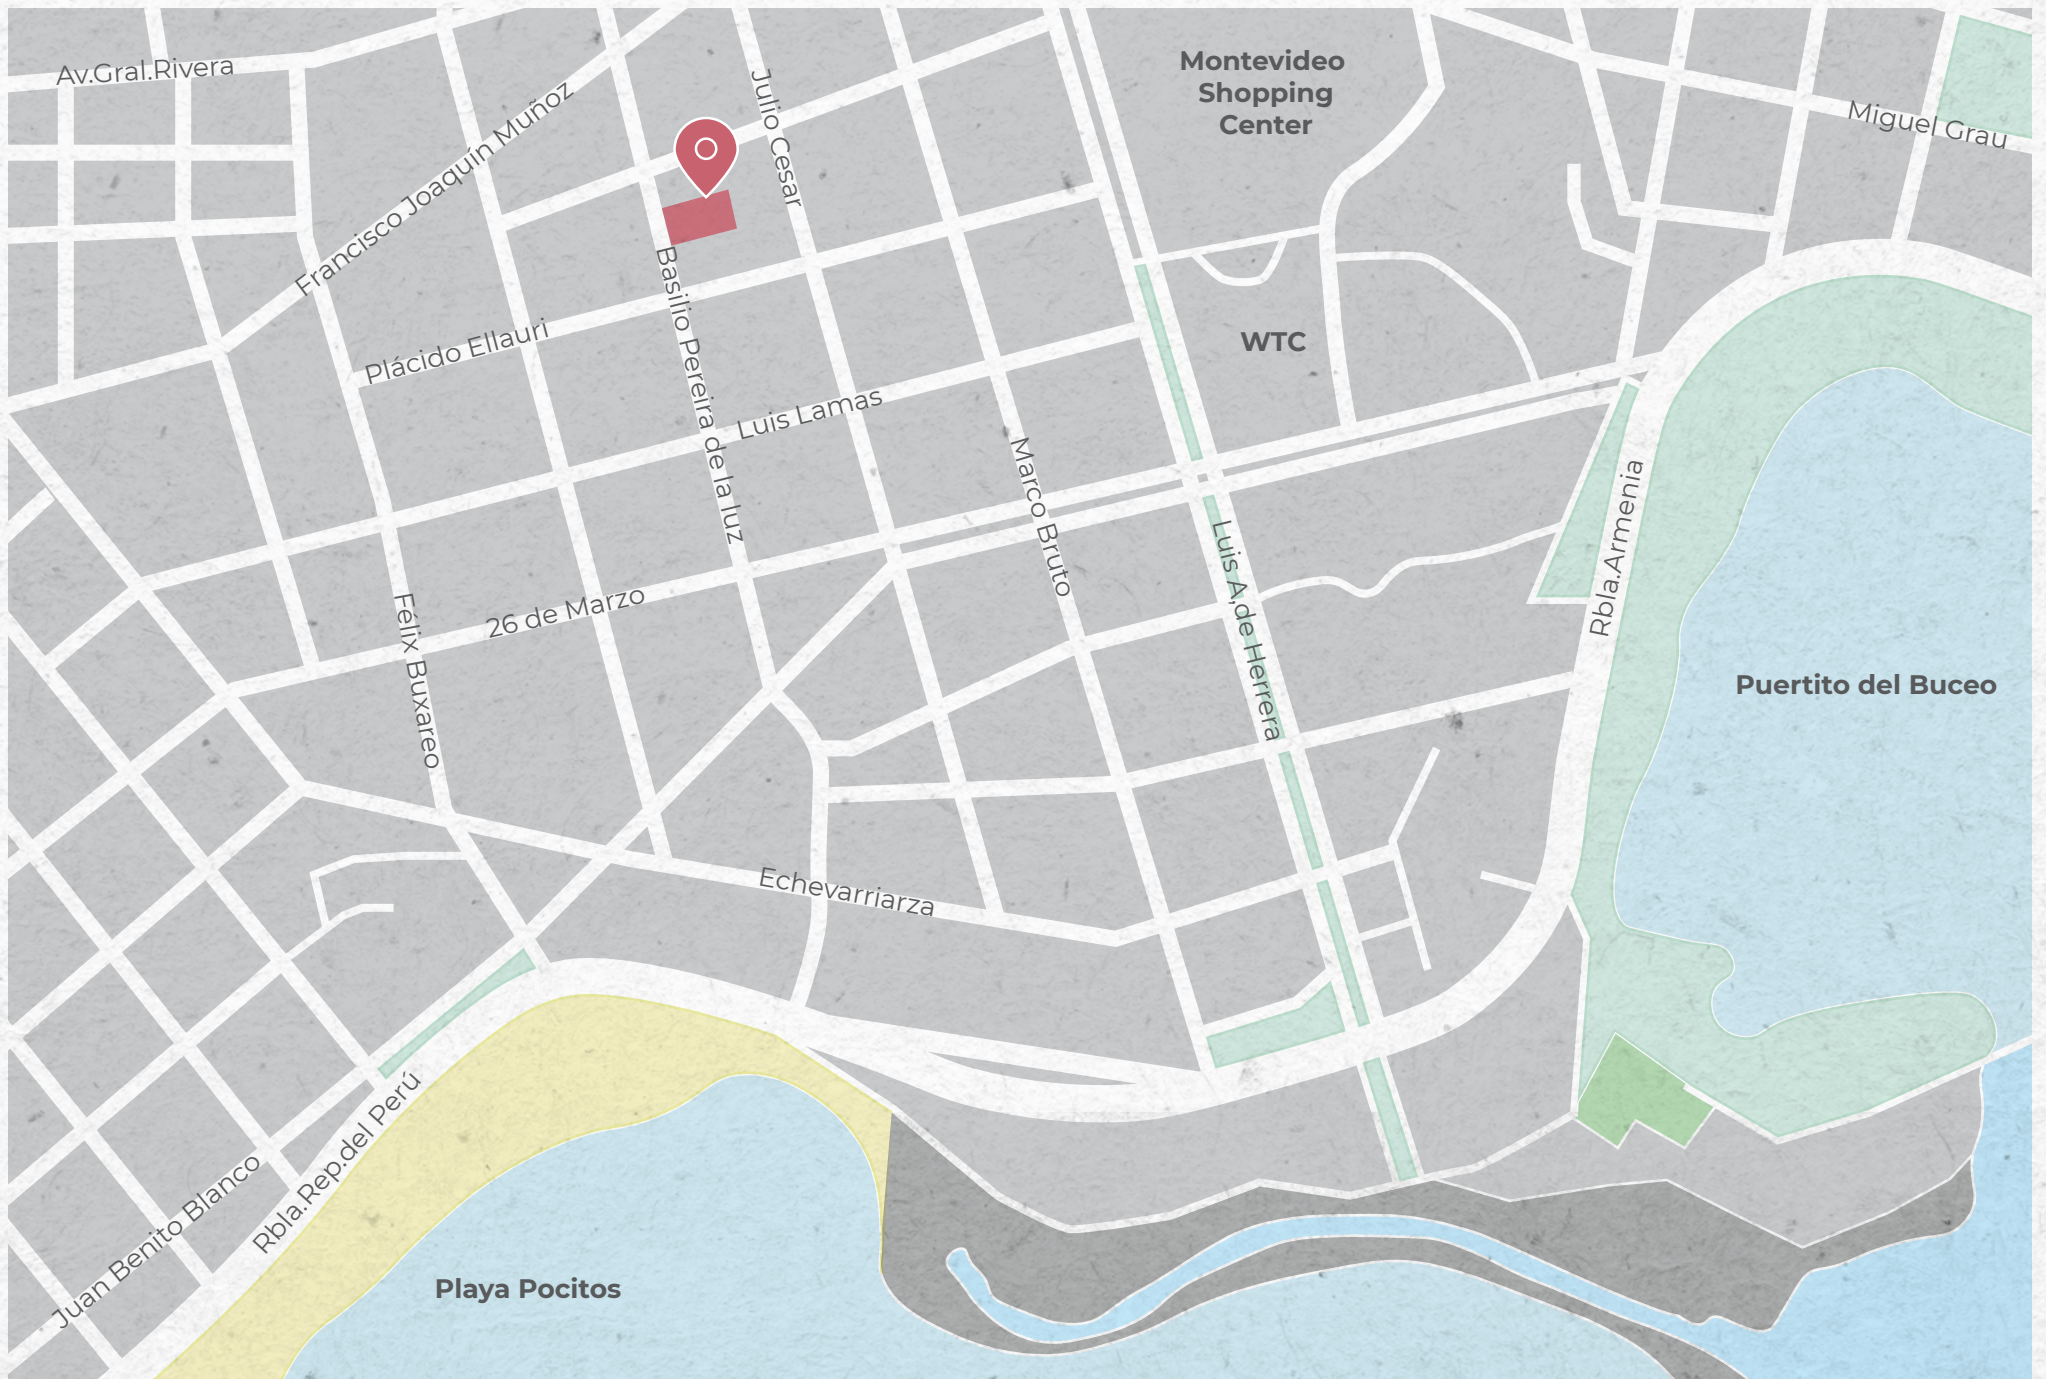 Av.Gral.Rivera
Francisco Joaquín Muñoz
Julio Cesar
Montevideo
Shopping
Center
Miguel Grau
Plácido Ellauri
Basilio Pereira de la luz
WTC
Luis Lamas
Marco Bruto
26 de Marzo
Félix Buxareo
Luis A,de Herrera
Rbla.Armenia
Puertito del Buceo
Echevarriarza
Rbla.Rep.del Perú
Juan Benito Blanco
Playa Pocitos